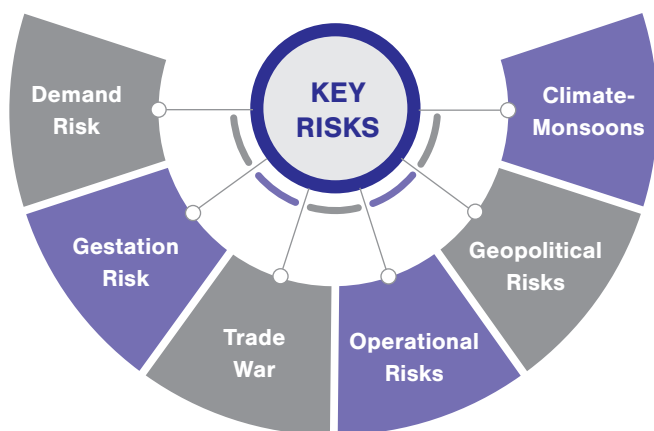 KEY
RISKS
Demand
Risk
Gestation
Risk
Trade
War
Operational
Risks
Geopolitical
Risks
Climate-
Monsoons